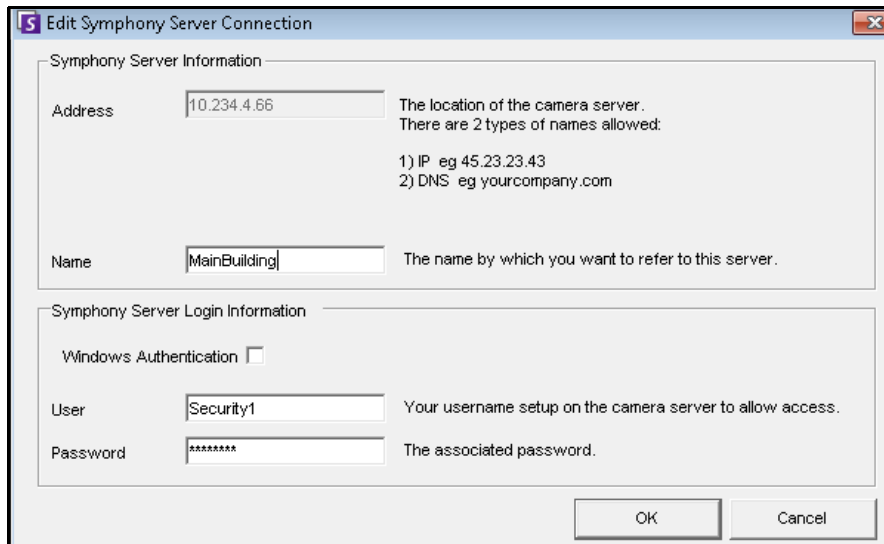 Edit Symphony Server Connection
Symphony Server Information
Address
10.234.4.66
The location of the camera server.
There are 2 types of names allowed:
1) IP eg 45.23.23.43
2) DNS eg yourcompany.com
Name
MainBuilding
The name by which you want to refer to this server.
Symphony Server Login Information
Windows Authentication
User
Security1
Your username setup on the camera server to allow access.
Password
********
The associated password.
OK
Cancel